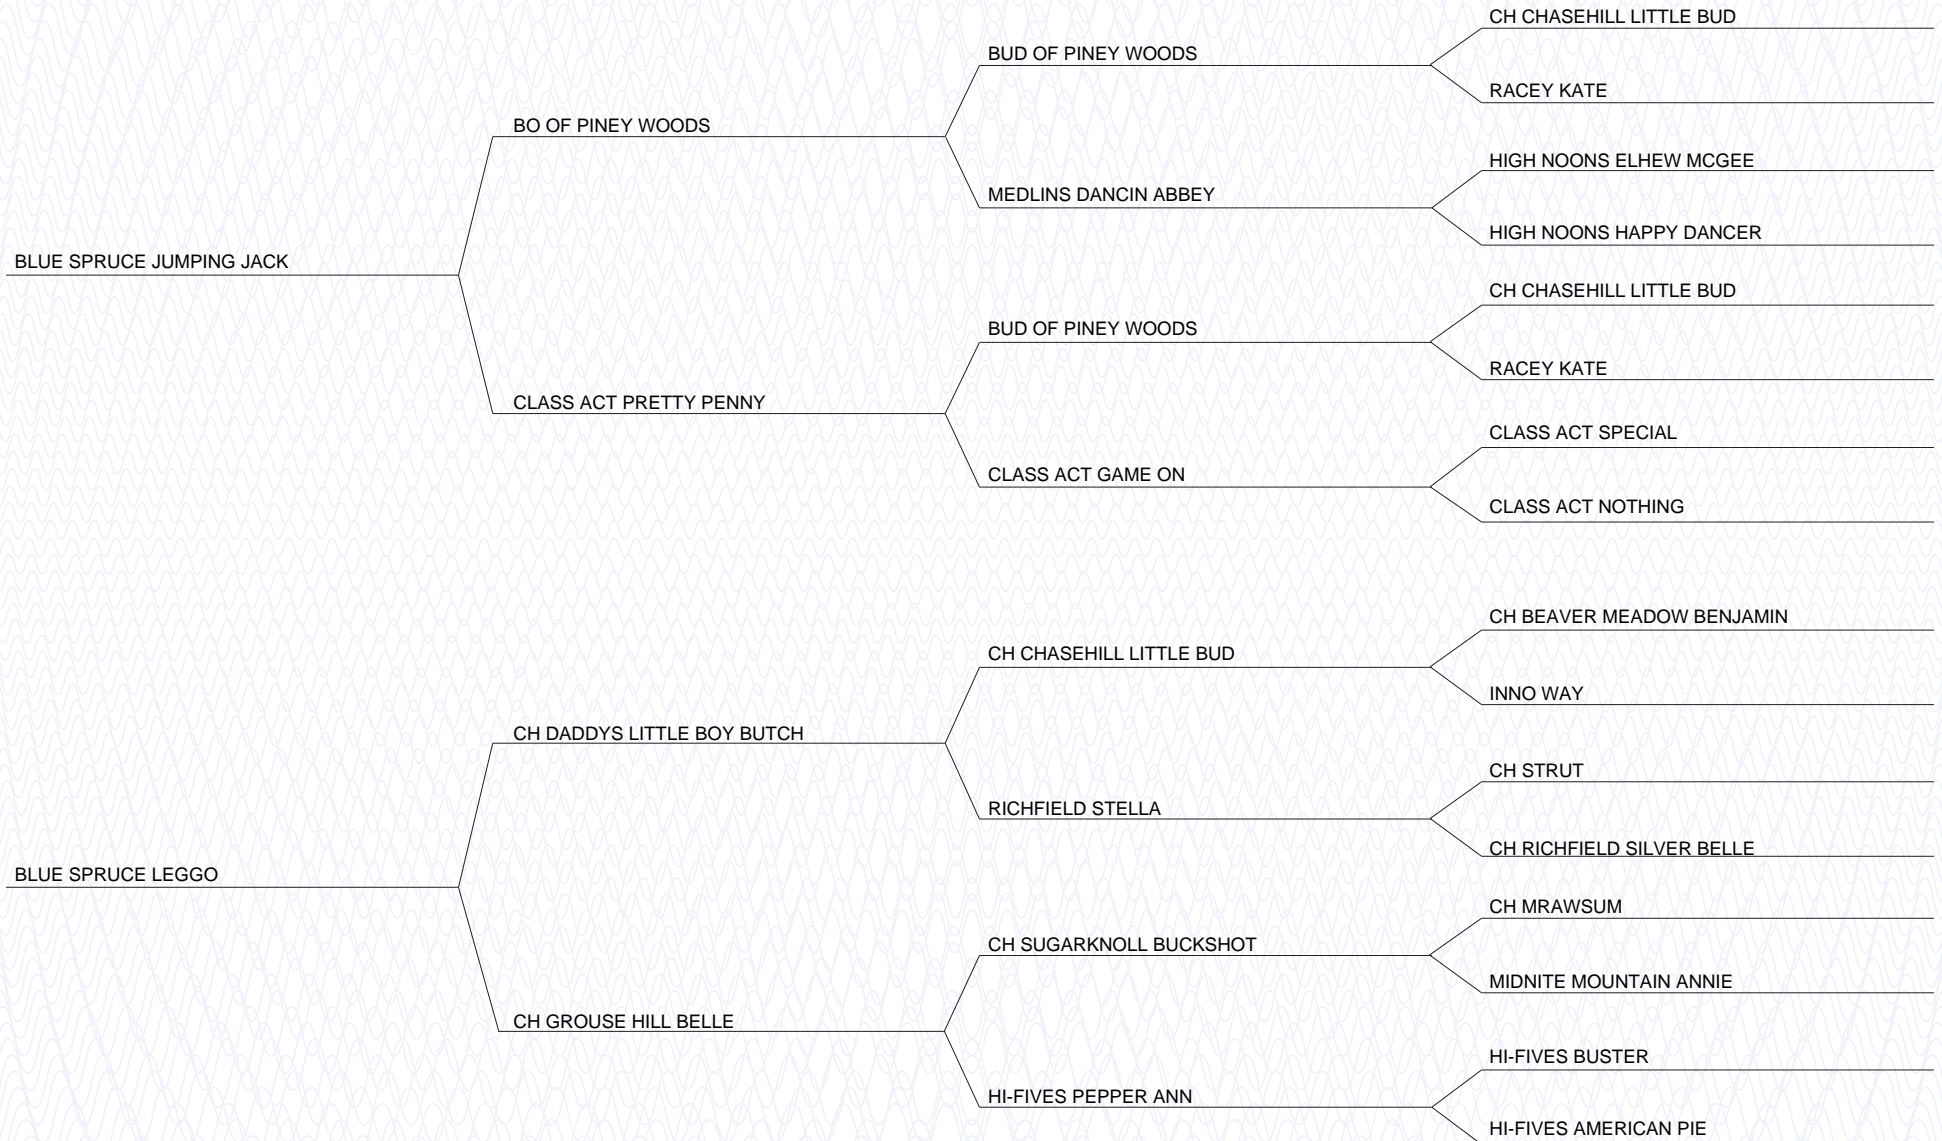 CH CHASEHILL LITTLE BUD
BUD OF PINEY WOODS
RACEY KATE
BO OF PINEY WOODS
HIGH NOONS ELHEW MCGEE
MEDLINS DANCIN ABBEY
HIGH NOONS HAPPY DANCER
BLUE SPRUCE JUMPING JACK
CH CHASEHILL LITTLE BUD
BUD OF PINEY WOODS
RACEY KATE
CLASS ACT PRETTY PENNY
CLASS ACT SPECIAL
CLASS ACT GAME ON
CLASS ACT NOTHING
CH BEAVER MEADOW BENJAMIN
CH CHASEHILL LITTLE BUD
INNO WAY
CH DADDYS LITTLE BOY BUTCH
CH STRUT
RICHFIELD STELLA
CH RICHFIELD SILVER BELLE
BLUE SPRUCE LEGGO
CH MRAWSUM
CH SUGARKNOLL BUCKSHOT
MIDNITE MOUNTAIN ANNIE
CH GROUSE HILL BELLE
HI-FIVES BUSTER
HI-FIVES PEPPER ANN
HI-FIVES AMERICAN PIE